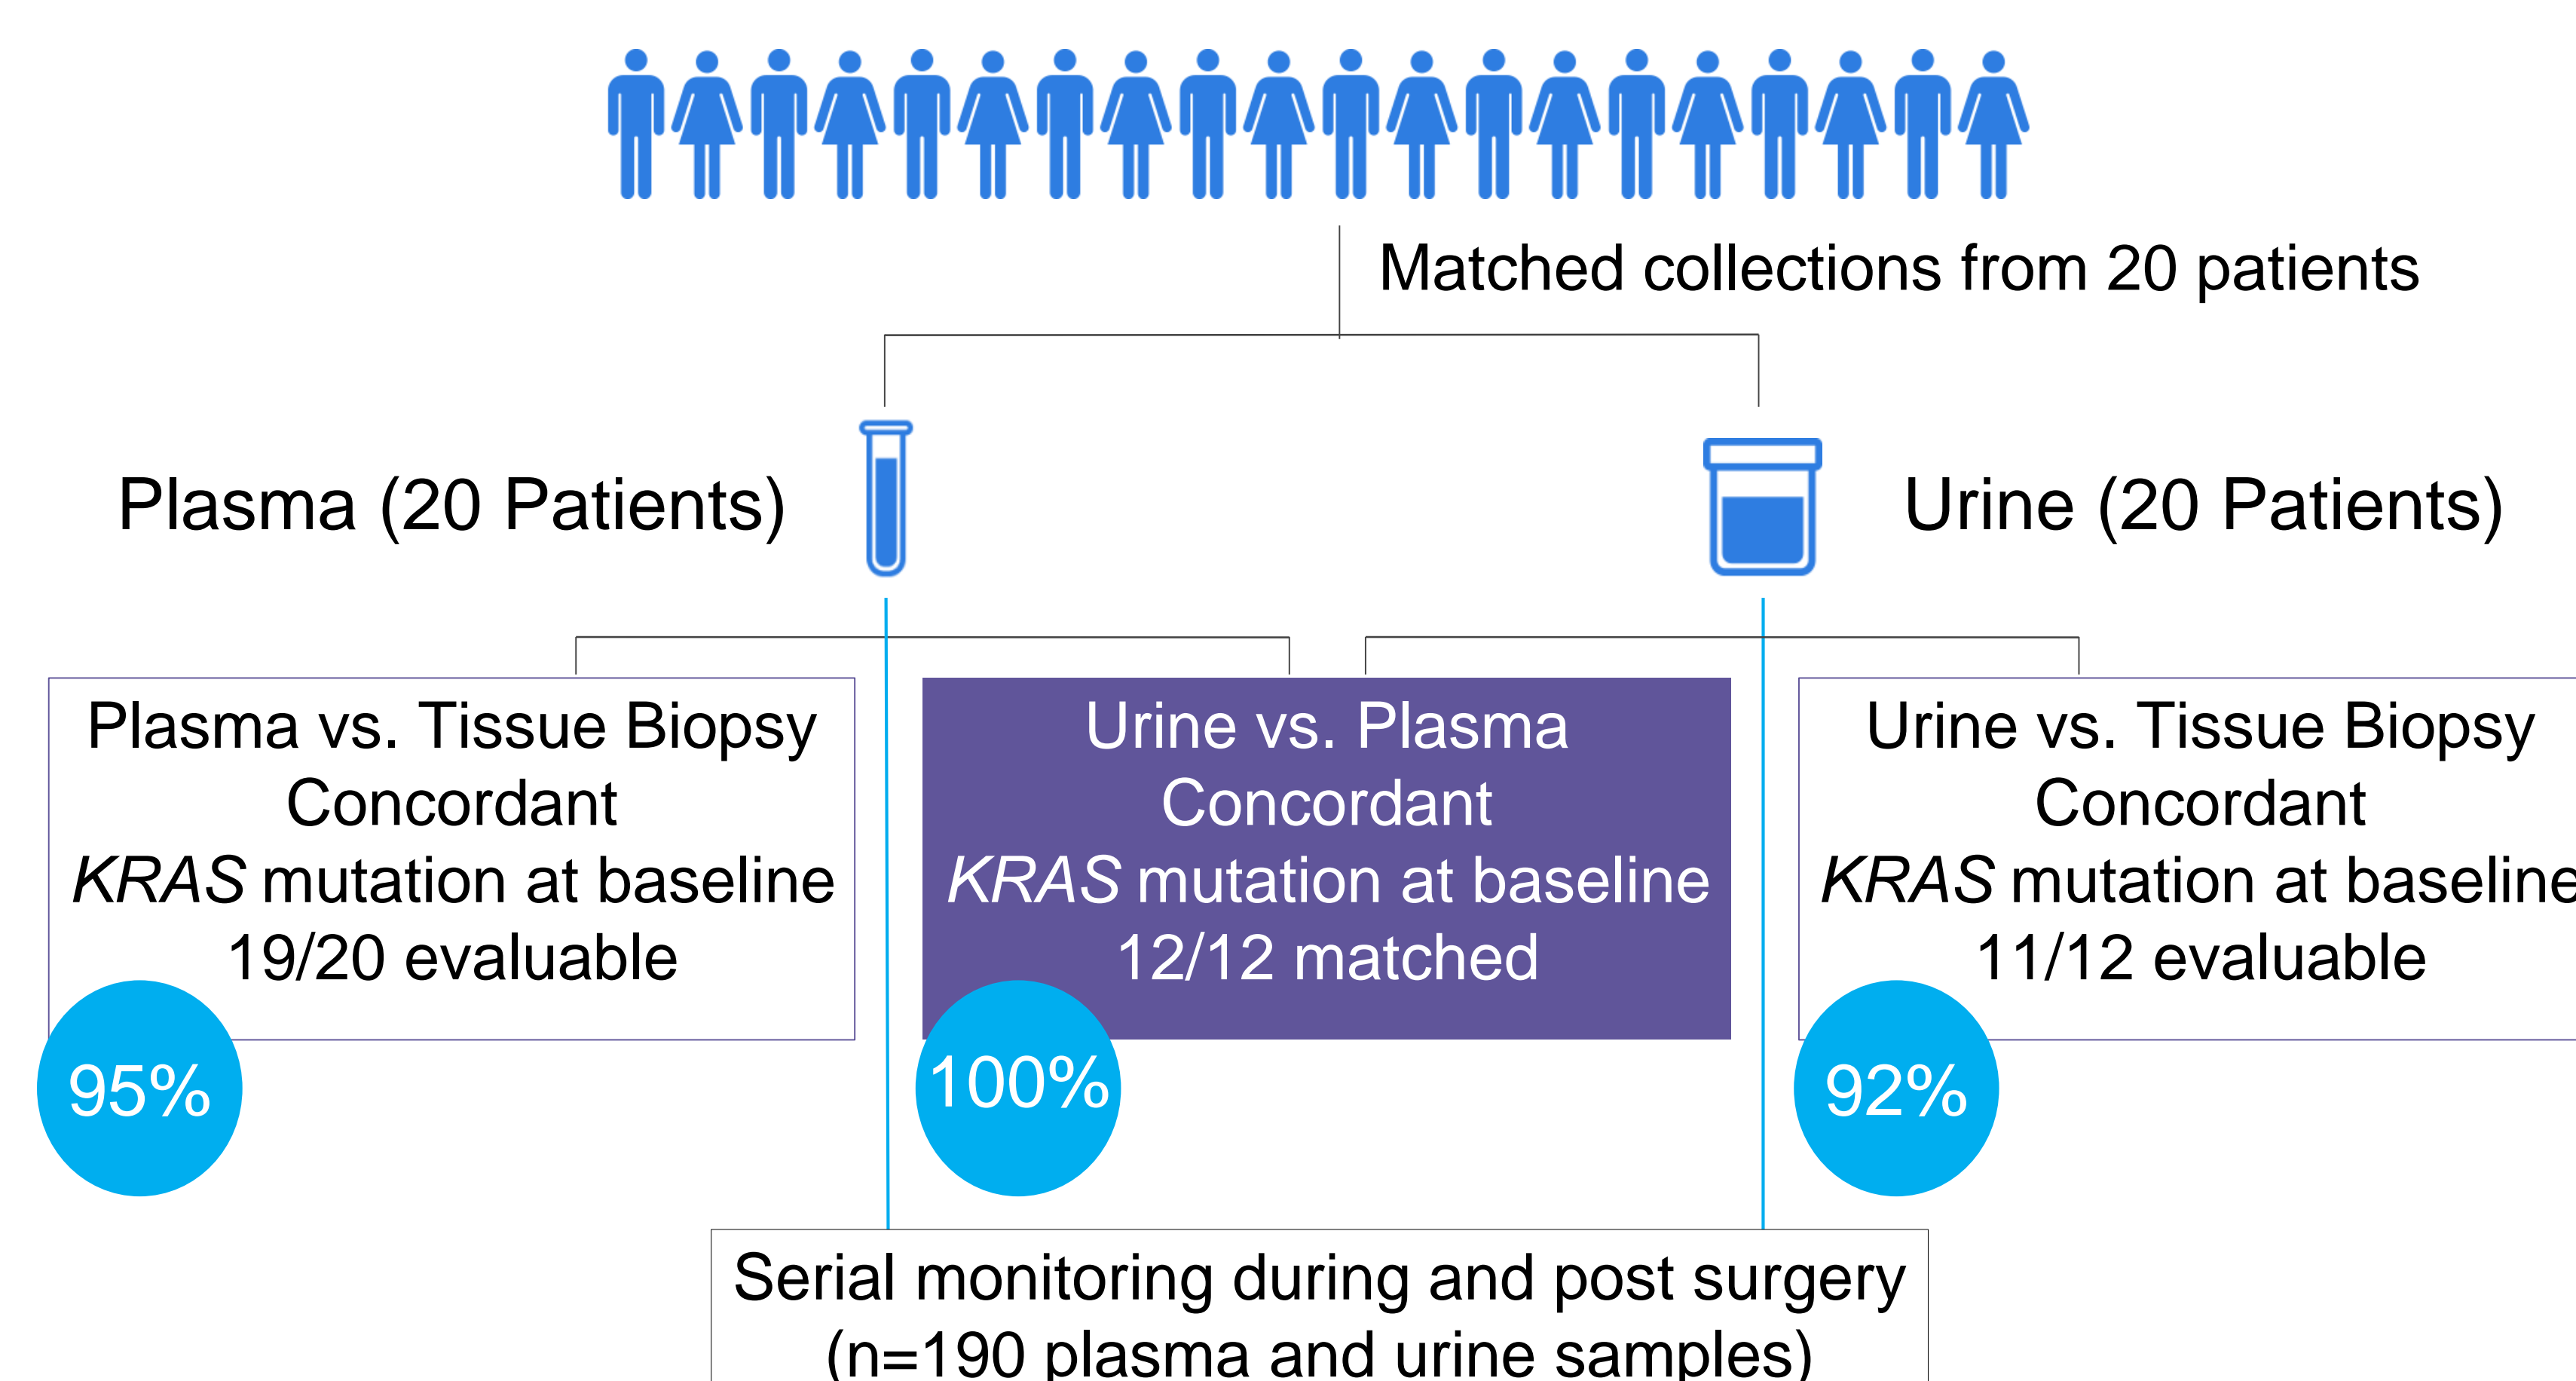 Matched collections from 20 patients
Plasma (20 Patients)
Urine (20 Patients)
Plasma vs. Tissue Biopsy
Concordant
KRAS mutation at baseline
19/20 evaluable
95%
Urine vs. Plasma
Concordant
KRAS mutation at baseline
12/12 matched
100%
Urine vs. Tissue Biopsy
Concordant
KRAS mutation at baseline
11/12 evaluable
92%
Serial monitoring during and post surgery
(n=190 plasma and urine samples)